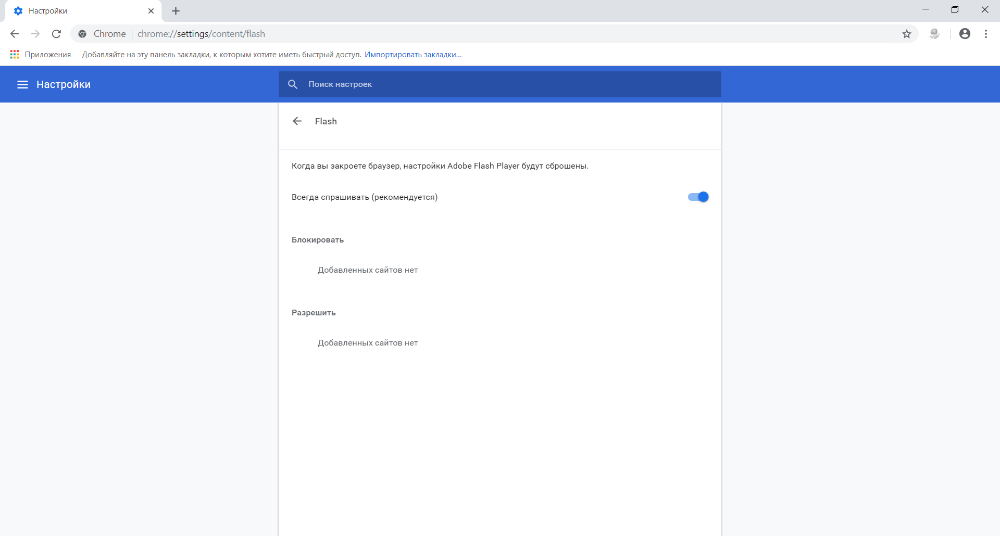 Настройки
Chrome chrome://settings/content/flash
Приложения Добавляйте на эту панель закладки, к которым хотите иметь быстрый доступ. Импортировать закладки...
Настройки Поиск настроек
Flash
Когда вы закроете браузер, настройки Adobe Flash Player будут сброшены.
Всегда спрашивать (рекомендуется)
Блокировать
Добавленных сайтов нет
Разрешить
Добавленных сайтов нет